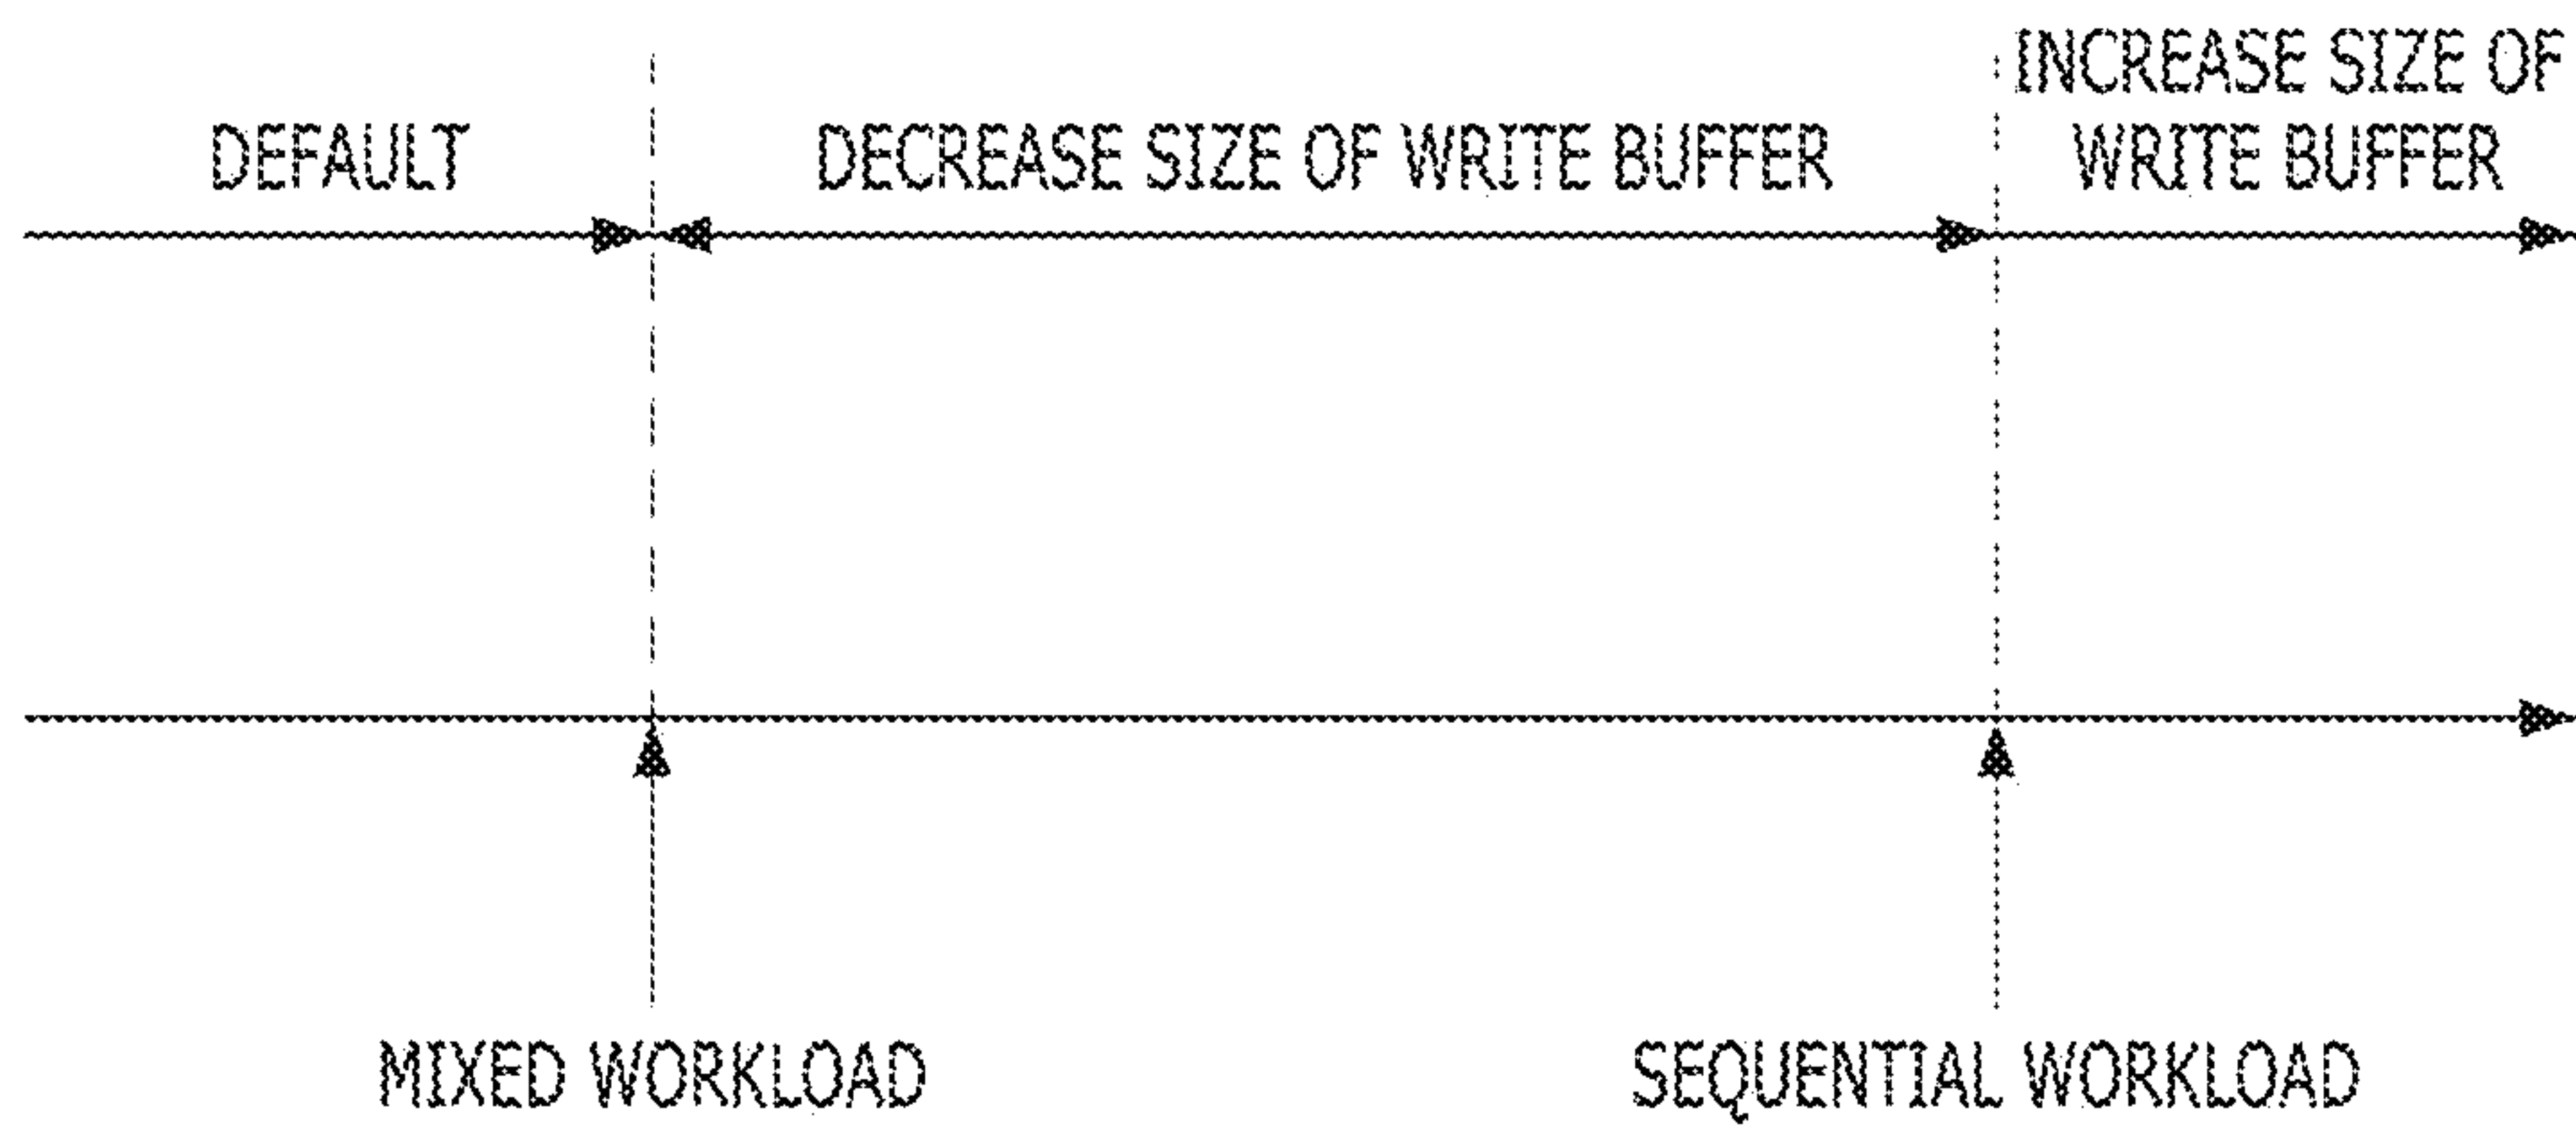 DEFAULT
DECREASE SIZE OF WRITE BUFFER
INCREASE SIZE OF
WRITE BUFFER
MIXED WORKLOAD
SEQUENTIAL WORKLOAD